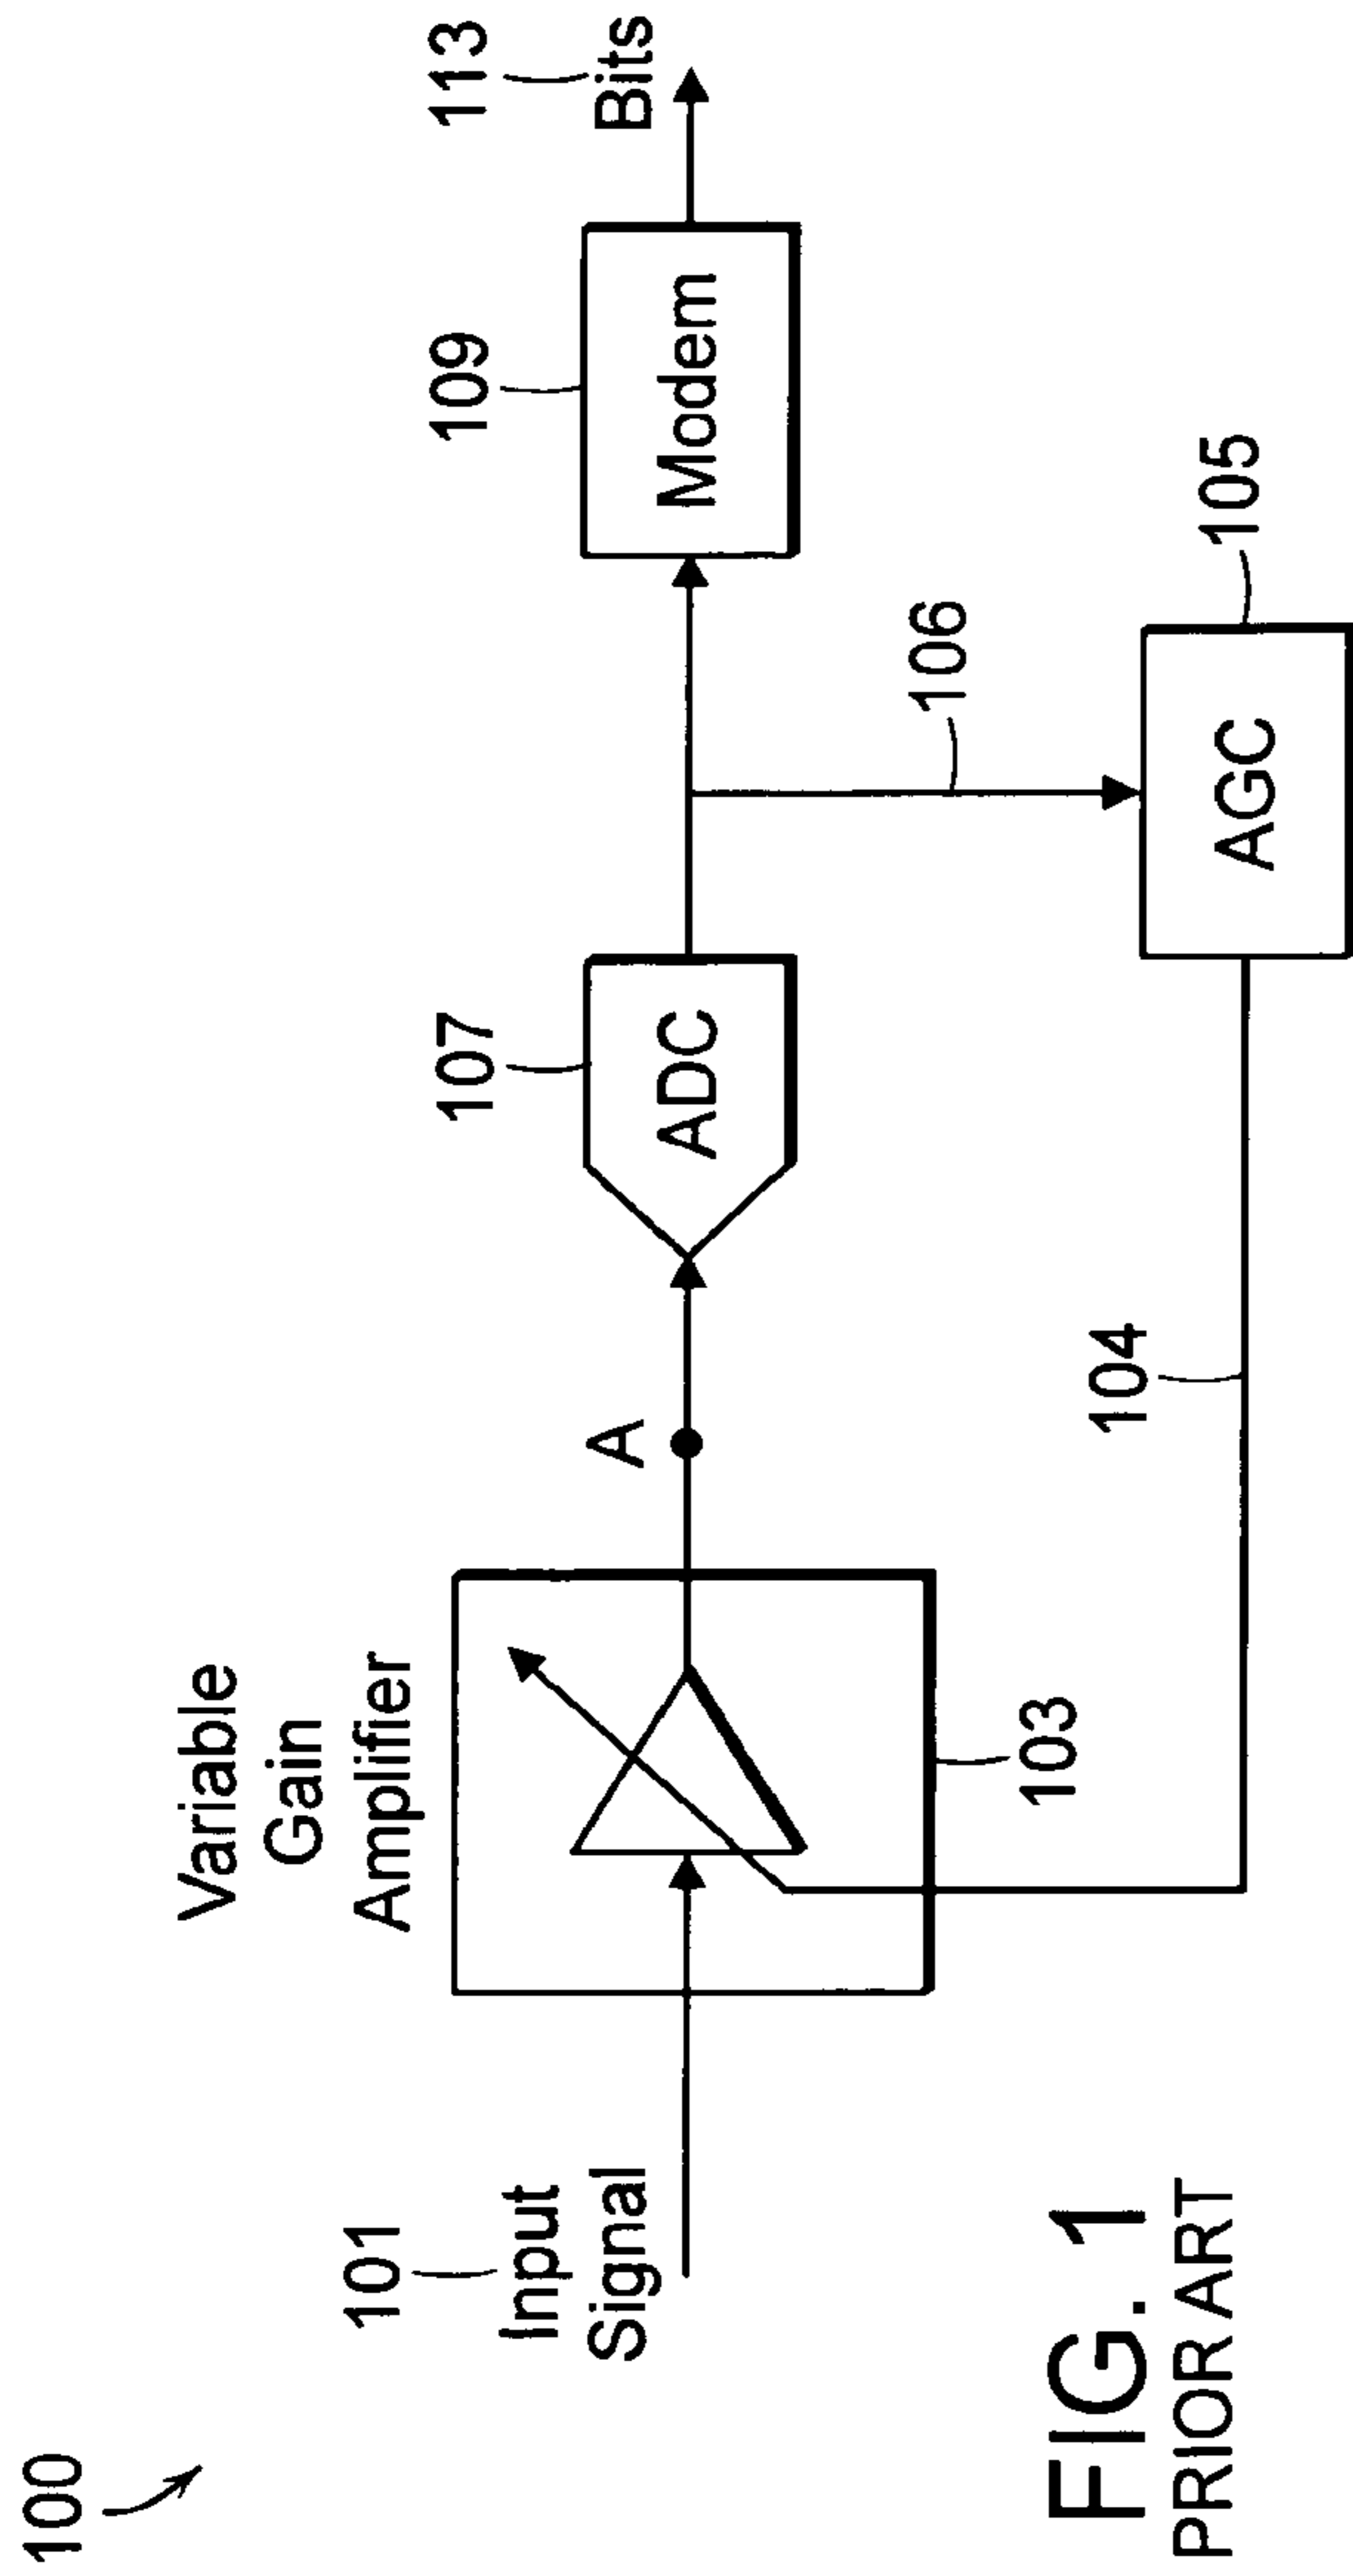 100
101
Input
Signal
Variable
Gain
Amplifier
103
A
104
107
ADC
106
AGC
105
109
Modem
113
Bits
FIG. 1
PRIOR ART